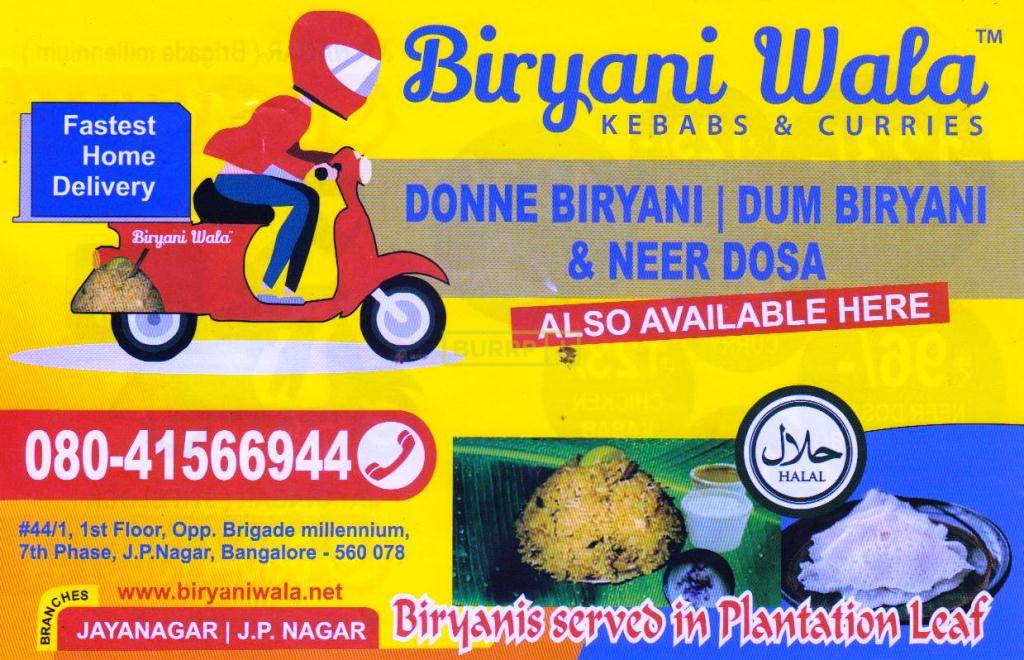 Biryani Wala™
KEBABS & CURRIES
Fastest
Home
Delivery
Biryani Wala™
DONNE BIRYANI | DUM BIRYANI
& NEER DOSA
ALSO AVAILABLE HERE
BURRP
080-41566944
حلال
HALAL
#44/1, 1st Floor, Opp. Brigade millennium,
7th Phase, J.P.Nagar, Bangalore - 560 078
www.biryaniwala.net
BRANCHES
JAYANAGAR | J.P. NAGAR
Biryanis served in Plantation Leaf